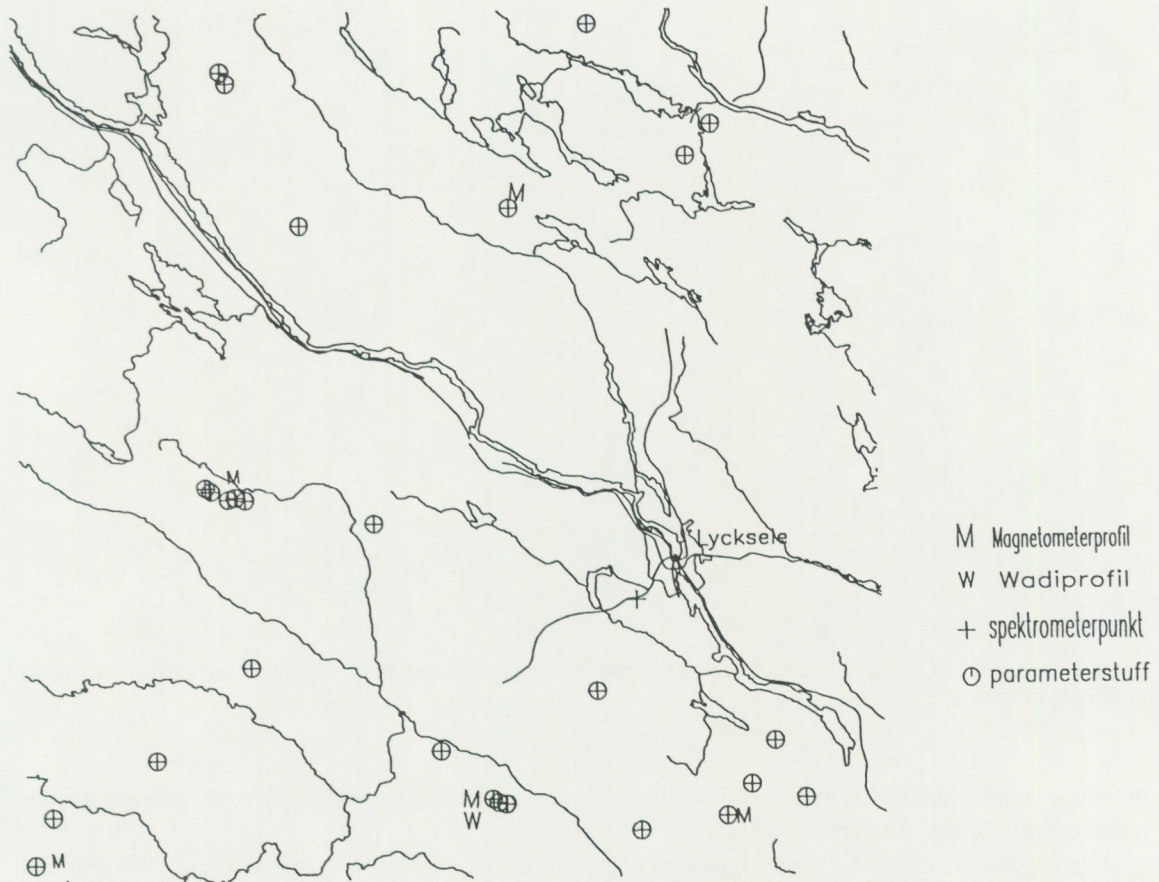 M
M
Lycksele
M Magnetometerprofil
W Wadiprofil
+ spektrometerpunkt
parameterstuff
M
W
M
M